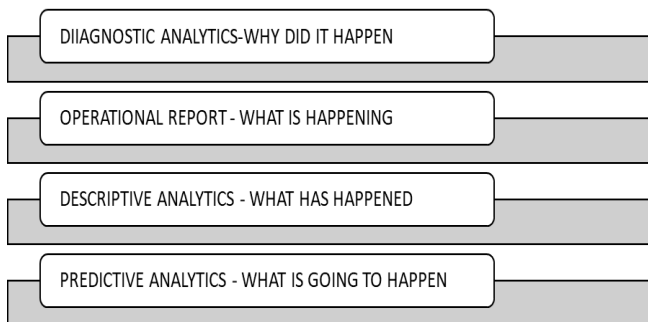 DIIAGNOSTIC ANALYTICS-WHY DID IT HAPPEN
OPERATIONAL REPORT - WHAT IS HAPPENING
DESCRIPTIVE ANALYTICS - WHAT HAS HAPPENED
PREDICTIVE ANALYTICS - WHAT IS GOING TO HAPPEN